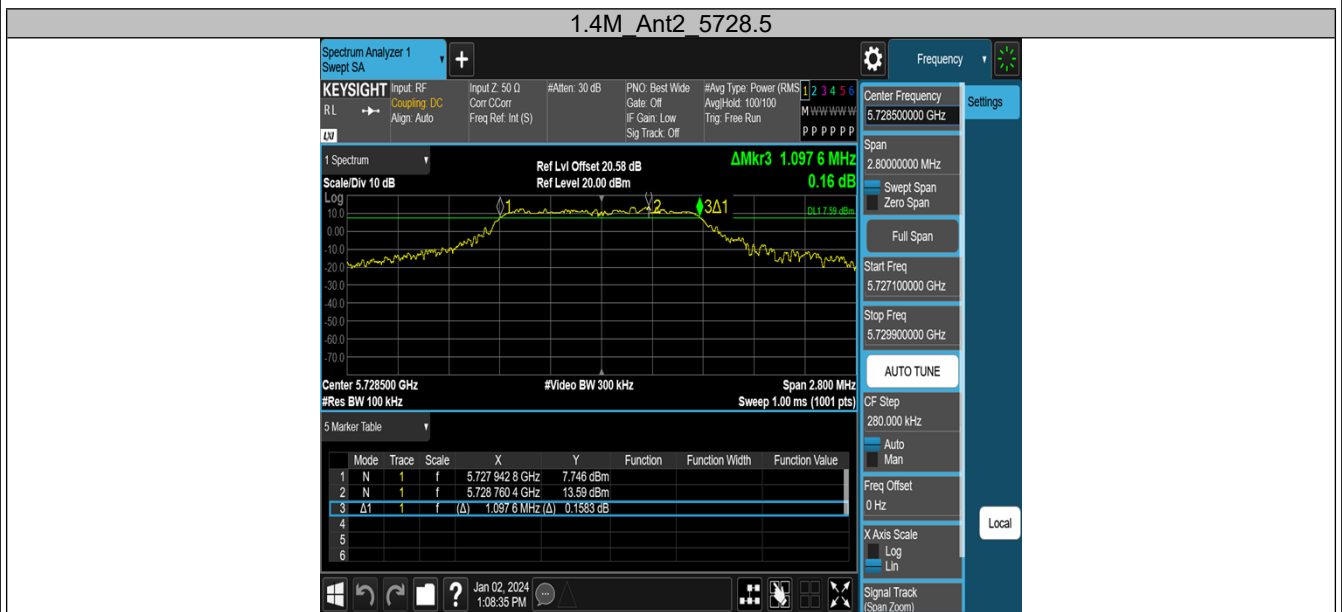 1.4M_Ant2_5728.5
Spectrum Analyzer 1
Swept SA
+
Frequency
KEYSIGHT
RL
LXI
Input: RF
Coupling: DC
Align: Auto
Input Z: 50 Ω
Corr CCorr
Freq Ref: Int (S)
#Atten: 30 dB
PNO: Best Wide
Gate: Off
IF Gain: Low
Sig Track: Off
#Avg Type: Power (RMS
Avg|Hold: 100/100
Trig: Free Run
1 2 3 4 5 6
M W W W W W
P P P P P P
Center Frequency
5.728500000 GHz
Settings
Span
2.80000000 MHz
Swept Span
Zero Span
Full Span
Start Freq
5.727100000 GHz
Stop Freq
5.729900000 GHz
AUTO TUNE
CF Step
280.000 kHz
Auto
Man
Freq Offset
0 Hz
X Axis Scale
Log
Lin
Signal Track
(Span Zoom)
Local
1 Spectrum
Scale/Div 10 dB
Ref Lvl Offset 20.58 dB
Ref Level 20.00 dBm
ΔMkr3 1.097 6 MHz
0.16 dB
Log
10.0
0.00
-10.0
-20.0
-30.0
-40.0
-50.0
-60.0
-70.0
1
2
3Δ1
DL1 7.59 dBm
Center 5.728500 GHz
#Video BW 300 kHz
Span 2.800 MHz
#Res BW 100 kHz
Sweep 1.00 ms (1001 pts)
5 Marker Table
Mode Trace Scale X Y Function Function Width Function Value
1 N 1 f 5.727 942 8 GHz 7.746 dBm
2 N 1 f 5.728 760 4 GHz 13.59 dBm
3 Δ1 1 f (Δ) 1.097 6 MHz (Δ) 0.1583 dB
4
5
6
?
Jan 02, 2024
1:08:35 PM